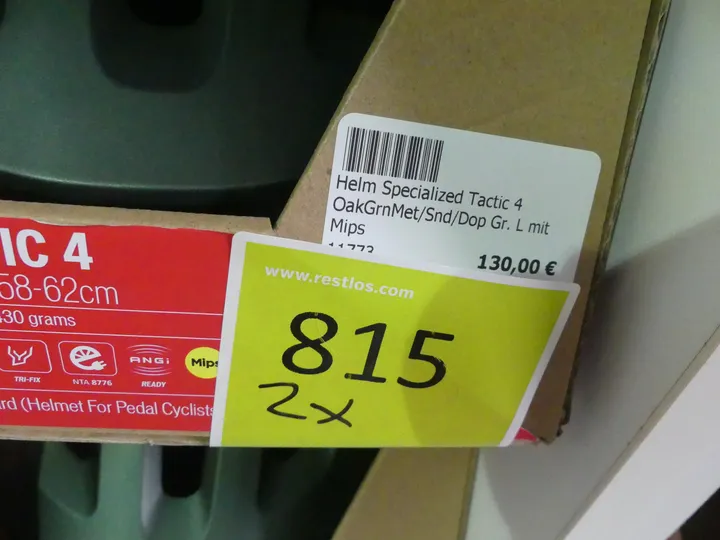 Helm Specialized Tactic 4
OakGrnMet/Snd/Dop Gr. L mit
Mips
130,00 €
IC 4
58-62cm
430 grams
TRI-FIX
NTA 8776
ANGi
READY
Mips
rd (Helmet For Pedal Cyclists
www.restlos.com
815
2x